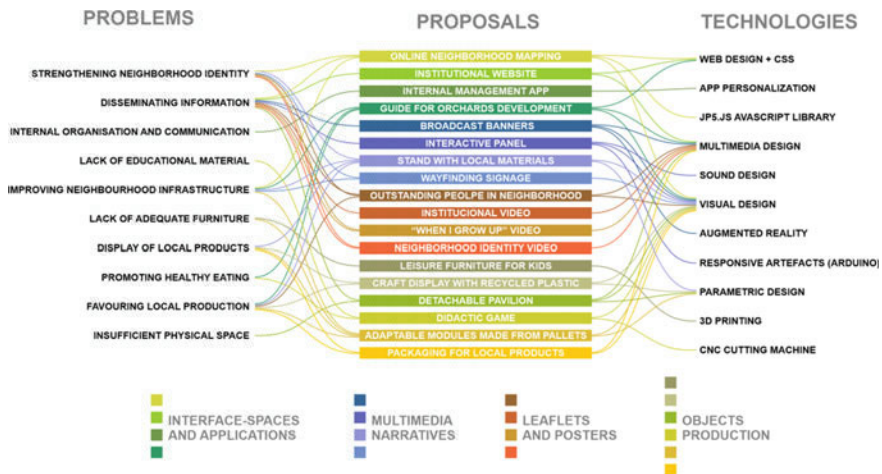 PROBLEMS
PROPOSALS
TECHNOLOGIES
STRENGTHENING NEIGHBORHOOD IDENTITY
DISSEMINATING INFORMATION
INTERNAL ORGANISATION AND COMMUNICATION
LACK OF EDUCATIONAL MATERIAL
IMPROVING NEIGHBOURHOOD INFRASTRUCTURE
LACK OF ADEQUATE FURNITURE
DISPLAY OF LOCAL PRODUCTS
PROMOTING HEALTHY EATING
FAVOURING LOCAL PRODUCTION
INSUFFICIENT PHYSICAL SPACE
ONLINE NEIGHBORHOOD MAPPING
INSTITUTIONAL WEBSITE
INTERNAL MANAGEMENT APP
GUIDE FOR ORCHARDS DEVELOPMENT
BROADCAST BANNERS
INTERACTIVE PANEL
STAND WITH LOCAL MATERIALS
WAYFINDING SIGNAGE
OUTSTANDING PEOLPE IN NEIGHBORHOOD
INSTITUCIONAL VIDEO
"WHEN I GROW UP" VIDEO
NEIGHBORHOOD IDENTITY VIDEO
LEISURE FURNITURE FOR KIDS
CRAFT DISPLAY WITH RECYCLED PLASTIC
DETACHABLE PAVILION
DIDACTIC GAME
ADAPTABLE MODULES MADE FROM PALLETS
PACKAGING FOR LOCAL PRODUCTS
WEB DESIGN + CSS
APP PERSONALIZATION
JP5.JS AVASCRIPT LIBRARY
MULTIMEDIA DESIGN
SOUND DESIGN
VISUAL DESIGN
AUGMENTED REALITY
RESPONSIVE ARTEFACTS (ARDUINO)
PARAMETRIC DESIGN
3D PRINTING
CNC CUTTING MACHINE
INTERFACE-SPACES
AND APPLICATIONS
MULTIMEDIA
NARRATIVES
LEAFLETS
AND POSTERS
OBJECTS
PRODUCTION